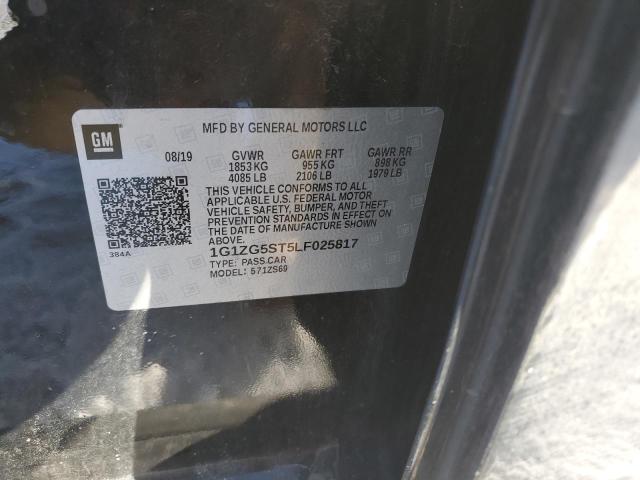 GM
MFD BY GENERAL MOTORS LLC
08/19 GVWR GAWR FRT GAWR RR
1853 KG 955 KG 898 KG
4085 LB 2106 LB 1979 LB
THIS VEHICLE CONFORMS TO ALL
APPLICABLE U.S. FEDERAL MOTOR
VEHICLE SAFETY, BUMPER, AND THEFT
PREVENTION STANDARDS IN EFFECT ON
THE DATE OF MANUFACTURE SHOWN
ABOVE.
384A
1G1ZG5ST5LF025817
TYPE: PASS.CAR
MODEL: 571ZS69